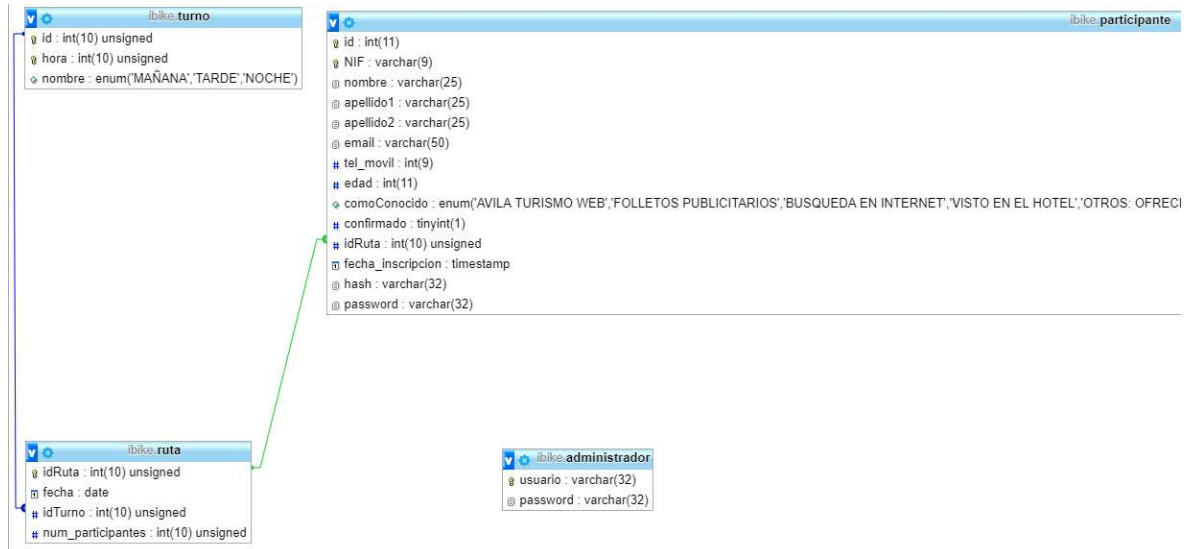 ibike.turno
id : int(10) unsigned
hora : int(10) unsigned
nombre : enum('MAÑANA','TARDE','NOCHE')
ibike.participante
id : int(11)
NIF : varchar(9)
nombre : varchar(25)
apellido1 : varchar(25)
apellido2 : varchar(25)
email : varchar(50)
# tel_movil : int(9)
# edad : int(11)
comoConocido : enum('AVILA TURISMO WEB','FOLLETOS PUBLICITARIOS','BUSQUEDA EN INTERNET','VISTO EN EL HOTEL','OTROS: OFRECI
# confirmado : tinyint(1)
# idRuta : int(10) unsigned
fecha_inscripcion : timestamp
hash : varchar(32)
password : varchar(32)
ibike.ruta
idRuta : int(10) unsigned
fecha : date
# idTurno : int(10) unsigned
# num_participantes : int(10) unsigned
ibike.administrador
usuario : varchar(32)
password : varchar(32)